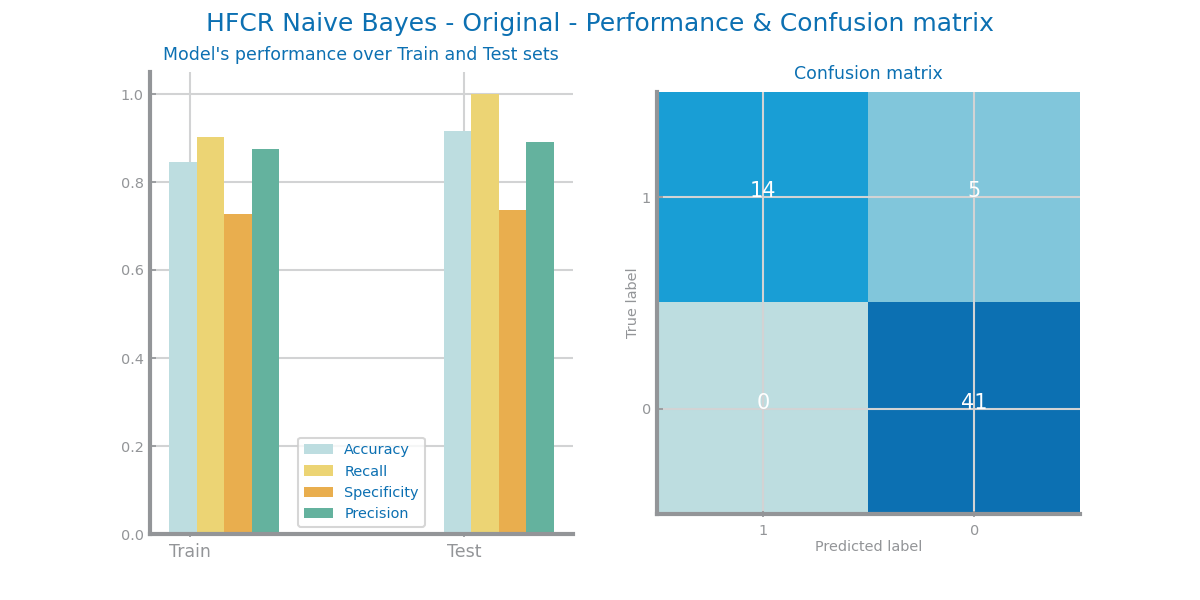 HFCR Naive Bayes - Original - Performance & Confusion matrix
Model's performance over Train and Test sets
1.0
0.8
0.6
0.4
0.2
0.0
Train
Test
Accuracy
Recall
Specificity
Precision
Confusion matrix
True label
1
0
14
5
0
41
1
0
Predicted label